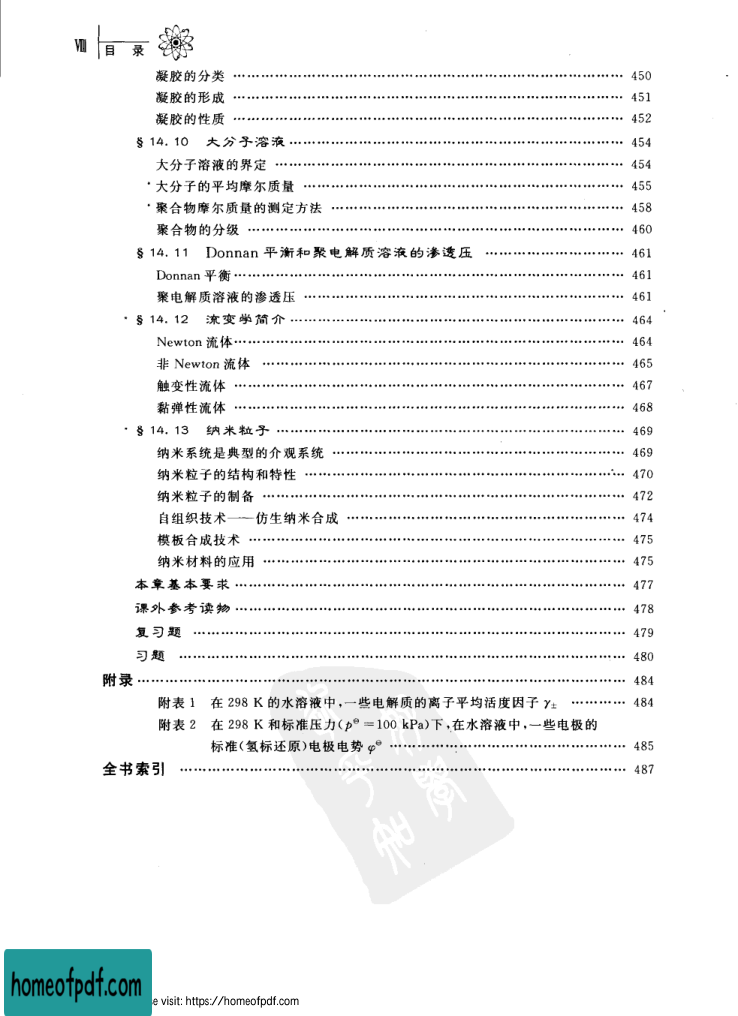 Ⅷ 目 录
凝胶的分类 …… 450
凝胶的形成 …… 451
凝胶的性质 …… 452
§ 14.10 大分子溶液 …… 454
大分子溶液的界定 …… 454
*大分子的平均摩尔质量 …… 455
*聚合物摩尔质量的测定方法 …… 458
聚合物的分级 …… 460
§ 14.11 Donnan 平衡和聚电解质溶液的渗透压 …… 461
Donnan 平衡 …… 461
聚电解质溶液的渗透压 …… 461
*§ 14.12 流变学简介 …… 464
Newton 流体 …… 464
非 Newton 流体 …… 465
触变性流体 …… 467
黏弹性流体 …… 468
*§ 14.13 纳米粒子 …… 469
纳米系统是典型的介观系统 …… 469
纳米粒子的结构和特性 …… 470
纳米粒子的制备 …… 472
自组织技术——仿生纳米合成 …… 474
模板合成技术 …… 475
纳米材料的应用 …… 475
本章基本要求 …… 477
课外参考读物 …… 478
复习题 …… 479
习题 …… 480
附录 …… 484
附表 1 在 298 K 的水溶液中,一些电解质的离子平均活度因子 γ± …… 484
附表 2 在 298 K 和标准压力(p⊖=100 kPa)下,在水溶液中,一些电极的
标准(氢标还原)电极电势 φ⊖ …… 485
全书索引 …… 487
homeofpdf.com
e visit: https://homeofpdf.com